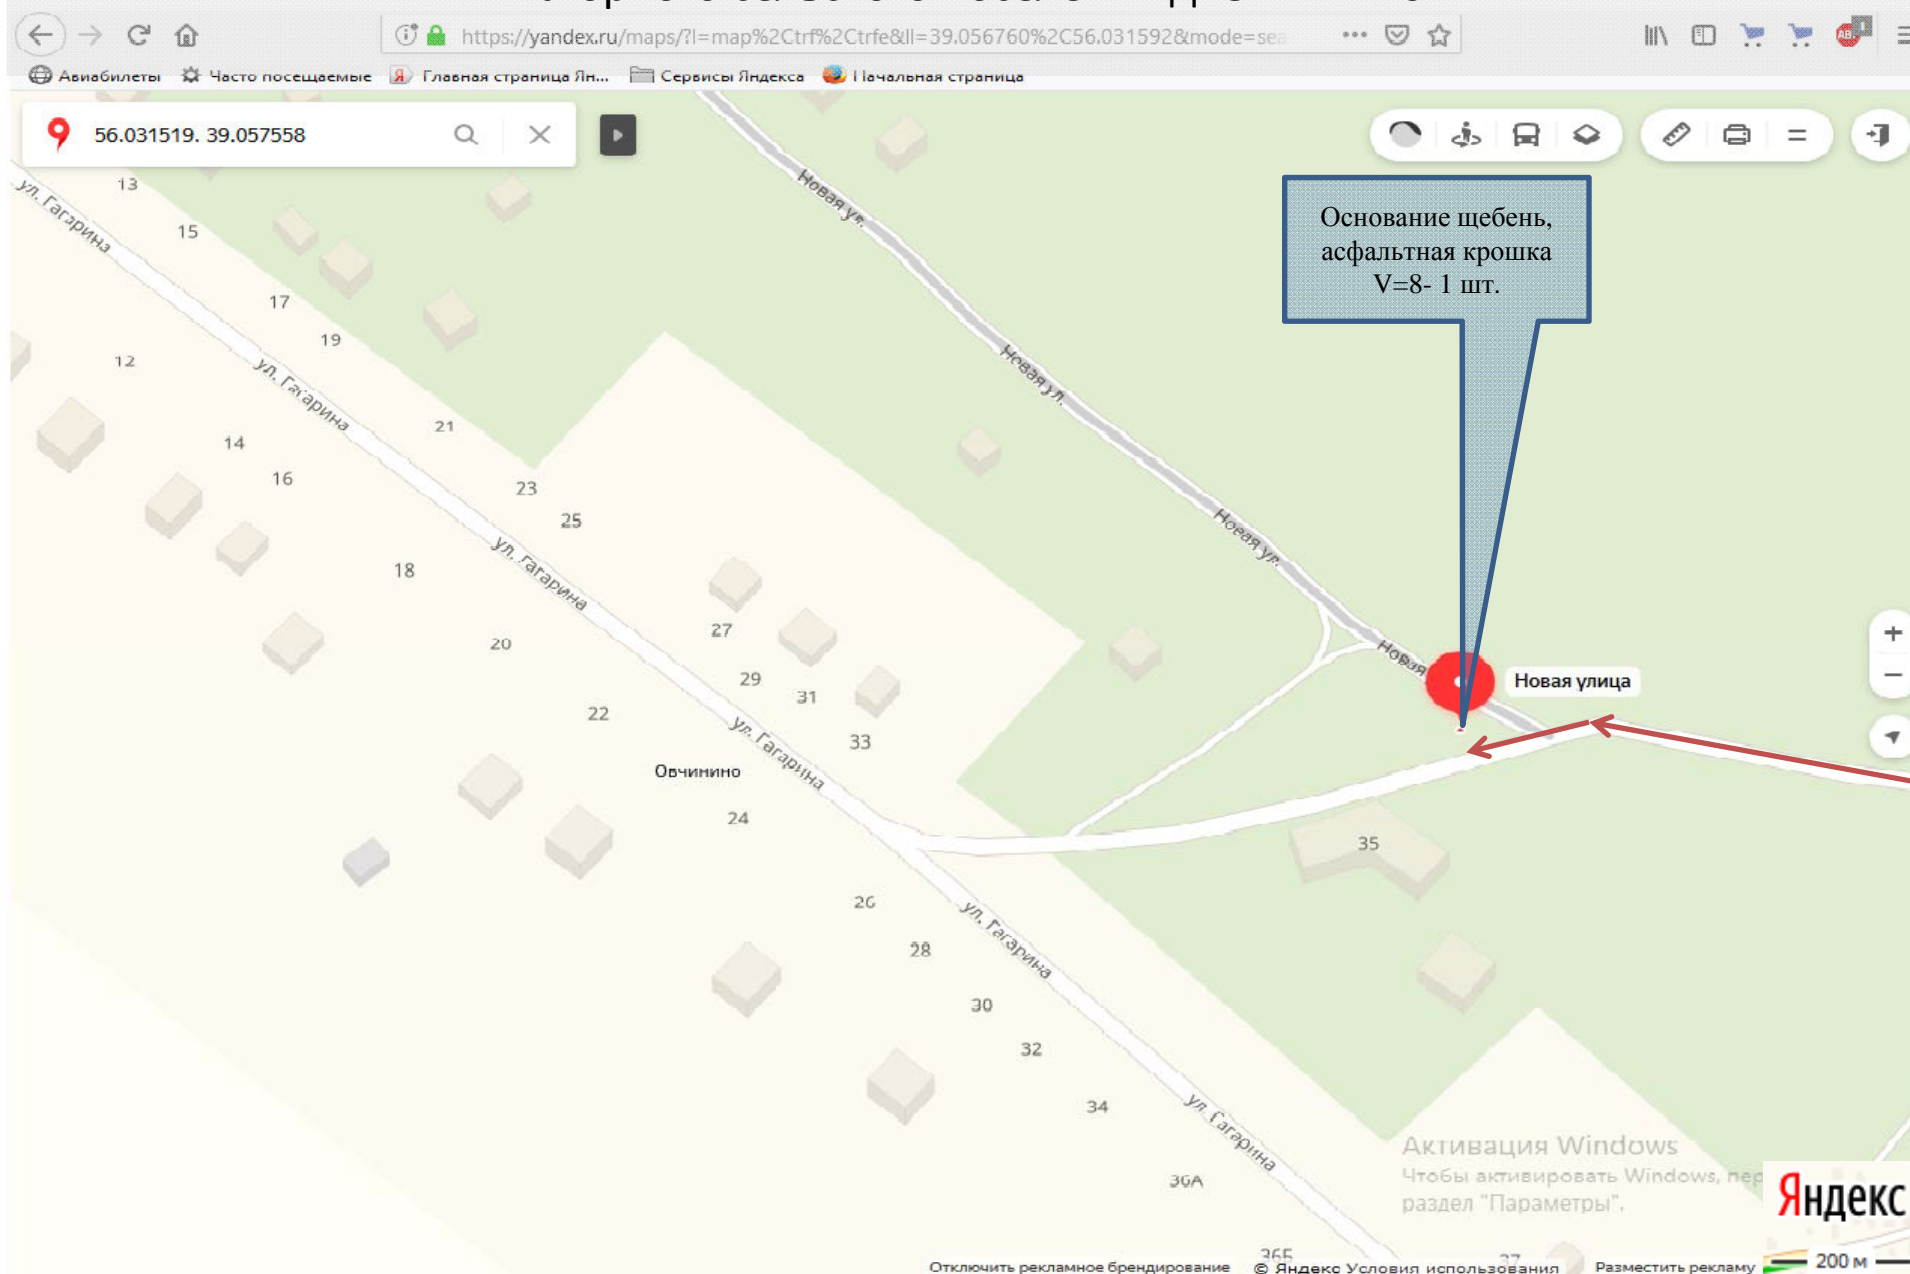 https://yandex.ru/maps/?l=map%2Ctrf%2Ctrfe&ll=39.056760%2C56.031592&mode=sea
Авиабилеты Часто посещаемые Главная страница Ян... Сервисы Яндекса Начальная страница
56.031519. 39.057558
Основание щебень,
асфальтная крошка
V=8- 1 шт.
Новая ул.
Новая ул.
Новая ул.
Новая
Новая улица
ул. Гагарина
ул. Гагарина
ул. Гагарина
ул. Гагарина
ул. Гагарина
ул. Гагарина
13
15
17
19
12
21
14
16
23
25
18
27
20
29
31
22
33
Овчинино
24
35
26
28
30
32
34
36А
36Б
37
Активация Windows
Чтобы активировать Windows, пер
раздел "Параметры".
Яндекс
Отключить рекламное брендирование © Яндекс Условия использования Разместить рекламу 200 м